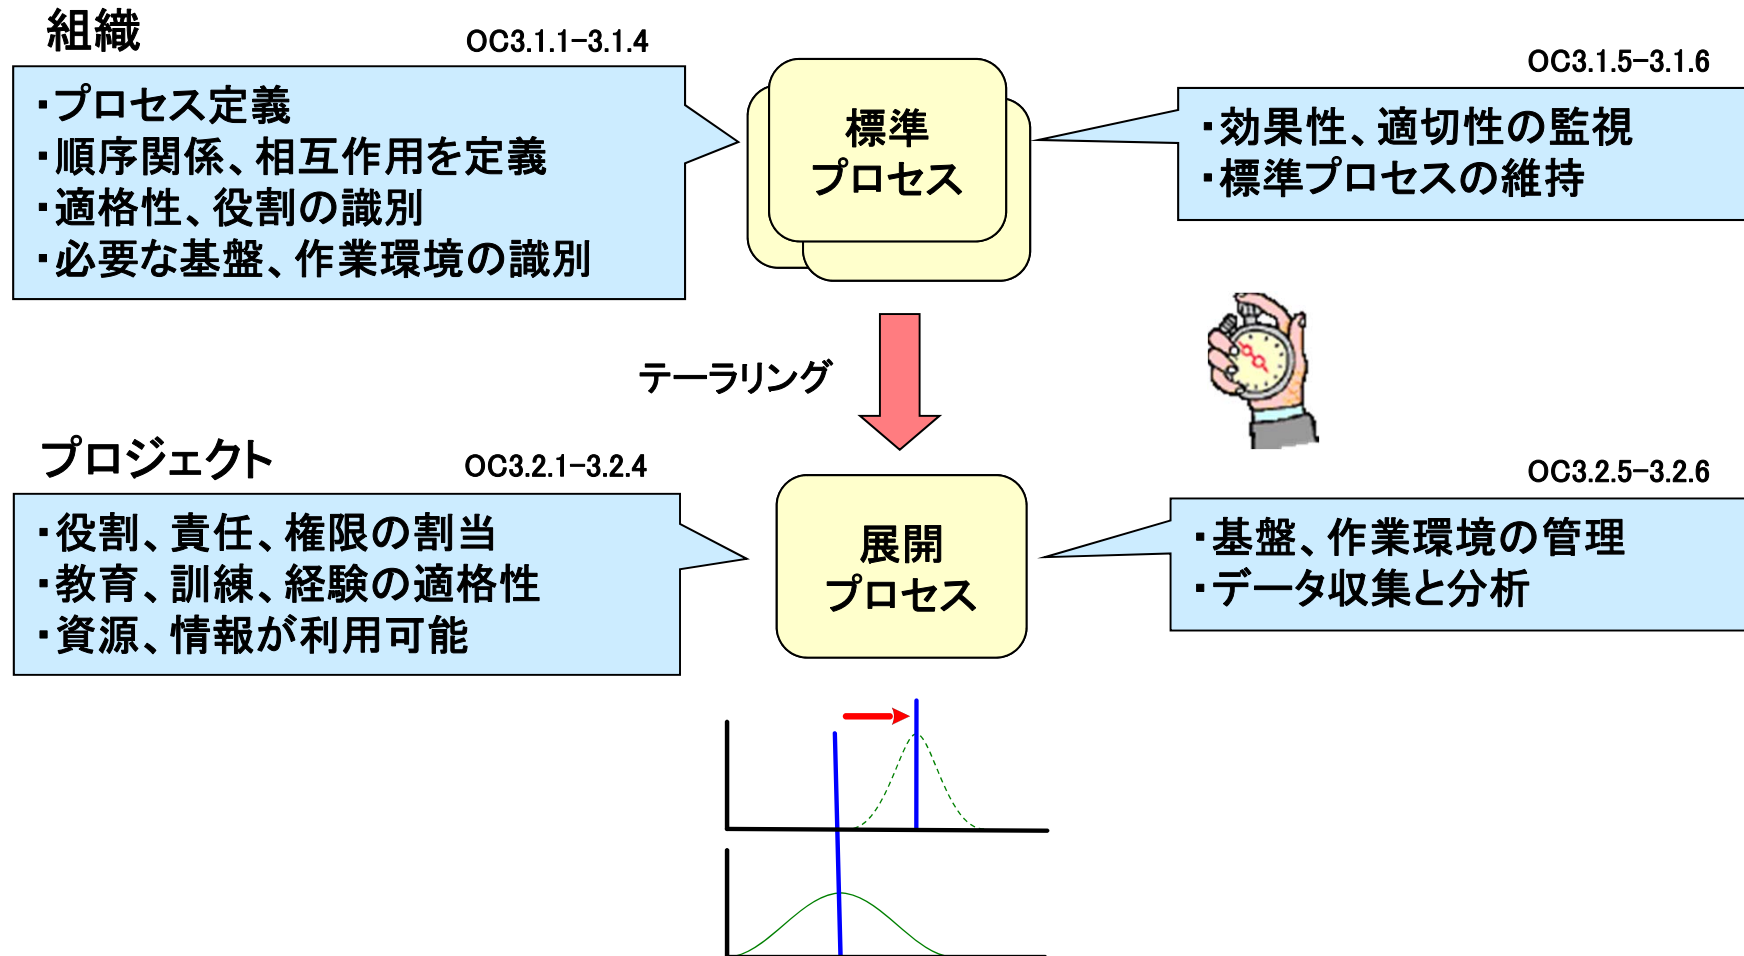 組織
OC3.1.1-3.1.4
・プロセス定義
・順序関係、相互作用を定義
・適格性、役割の識別
・必要な基盤、作業環境の識別
標準
プロセス
OC3.1.5-3.1.6
・効果性、適切性の監視
・標準プロセスの維持
テーラリング
プロジェクト
OC3.2.1-3.2.4
・役割、責任、権限の割当
・教育、訓練、経験の適格性
・資源、情報が利用可能
展開
プロセス
OC3.2.5-3.2.6
・基盤、作業環境の管理
・データ収集と分析